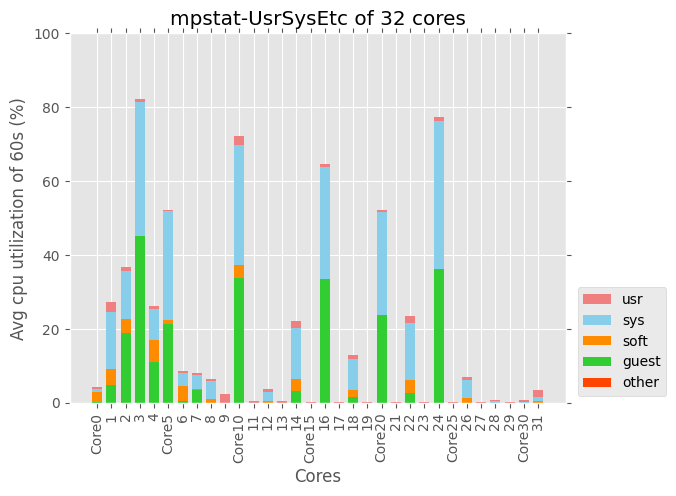 mpstat-UsrSysEtc of 32 cores
Avg cpu utilization of 60s (%)
100
80
60
40
20
0
usr
sys
soft
guest
other
Core0
1
2
3
4
Core5
6
7
8
9
Core10
11
12
13
14
Core15
16
17
18
19
Core20
21
22
23
24
Core25
26
27
28
29
Core30
31
Cores